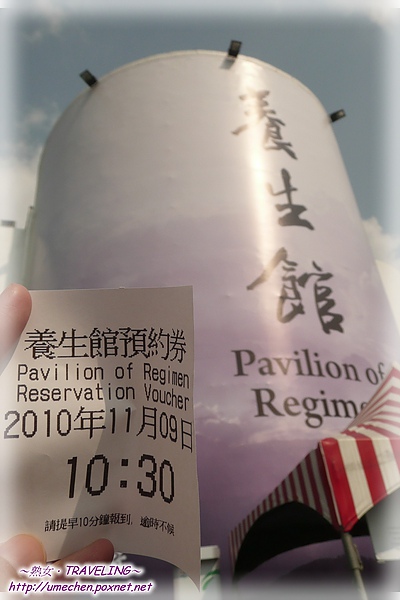 養
生
館
Pavilion of
Regime
養生館預約券
Pavilion of Regimen
Reservation Voucher
2010年11月09日
10:30
請提早10分鐘報到, 逾時不候
~熟女·TRAVELING~
http://umechen.poxnet.net